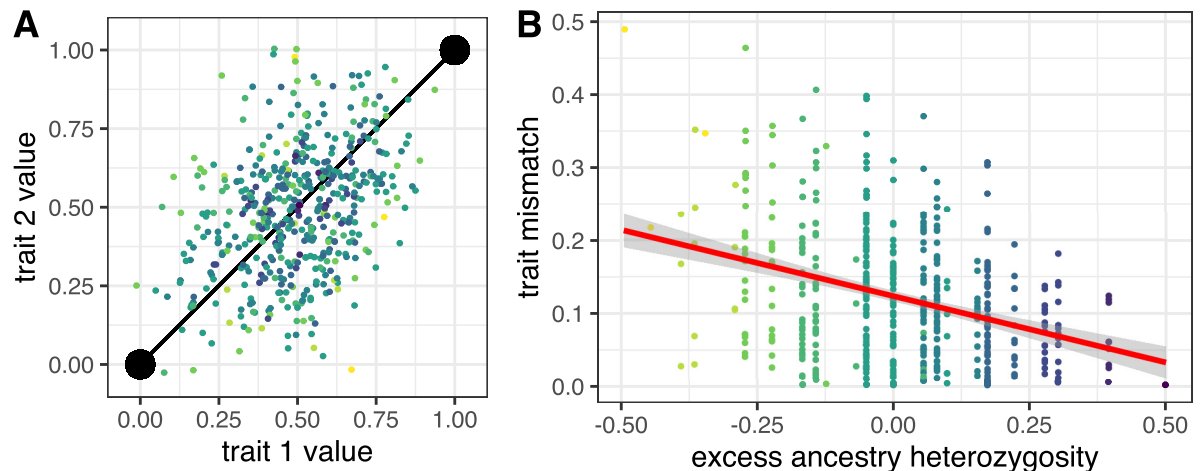 A
1.00
0.75
0.50
0.25
0.00
trait 2 value
0.00 0.25 0.50 0.75 1.00
trait 1 value
B
0.5
0.4
0.3
0.2
0.1
0.0
trait mismatch
-0.50 -0.25 0.00 0.25 0.50
excess ancestry heterozygosity